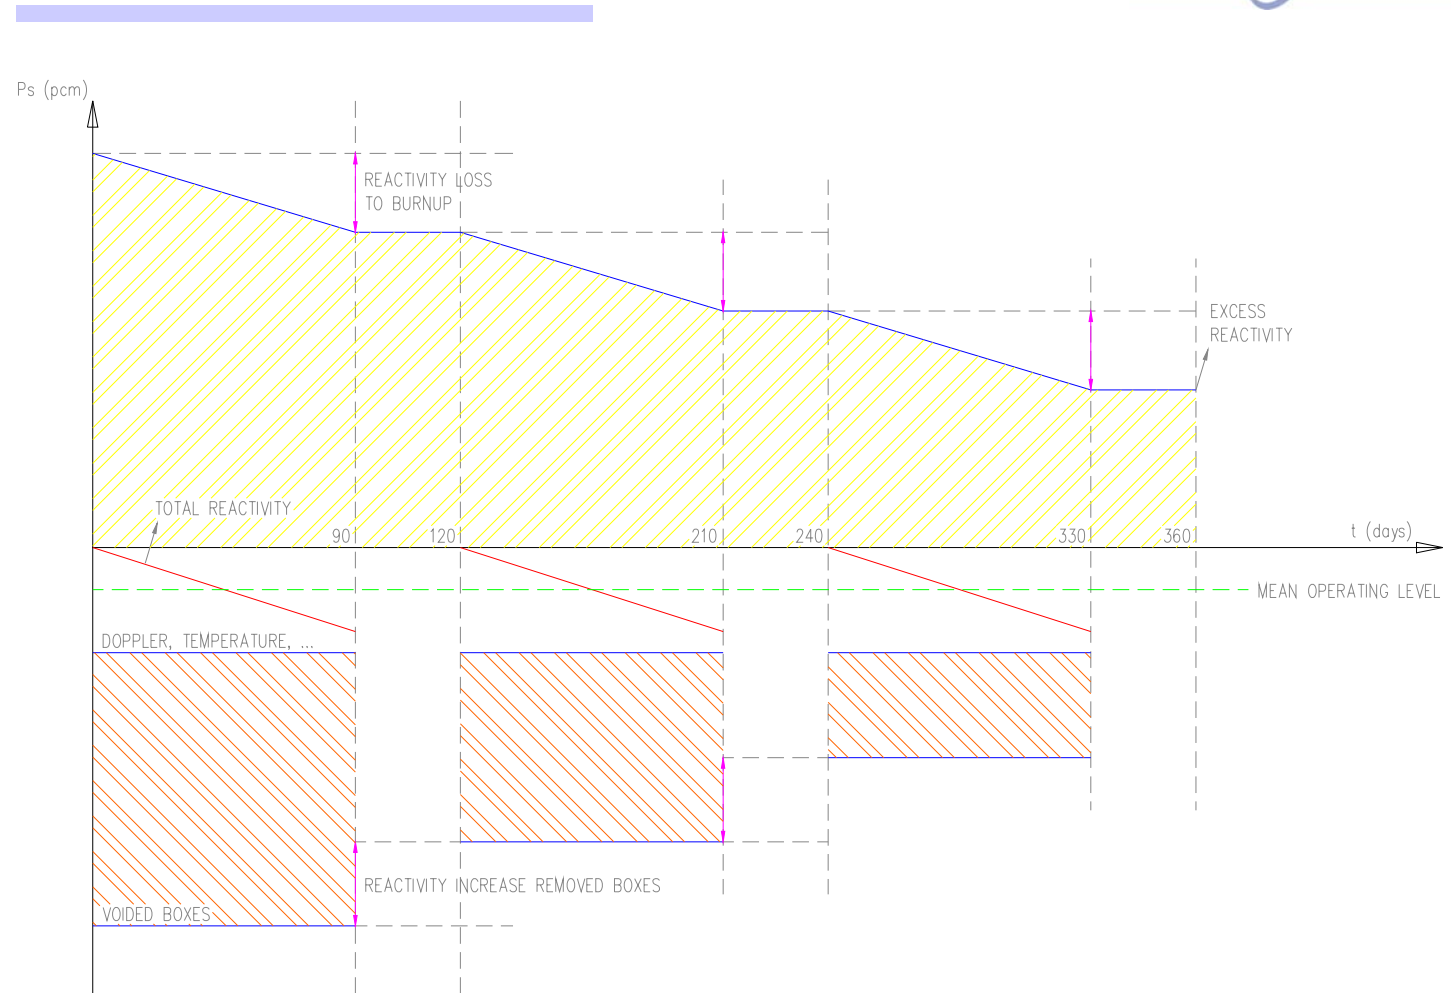 Ps (pcm)
REACTIVITY LOSS
TO BURNUP
EXCESS
REACTIVITY
TOTAL REACTIVITY
90
120
210
240
330
360
t (days)
MEAN OPERATING LEVEL
DOPPLER, TEMPERATURE, ...
REACTIVITY INCREASE REMOVED BOXES
VOIDED BOXES